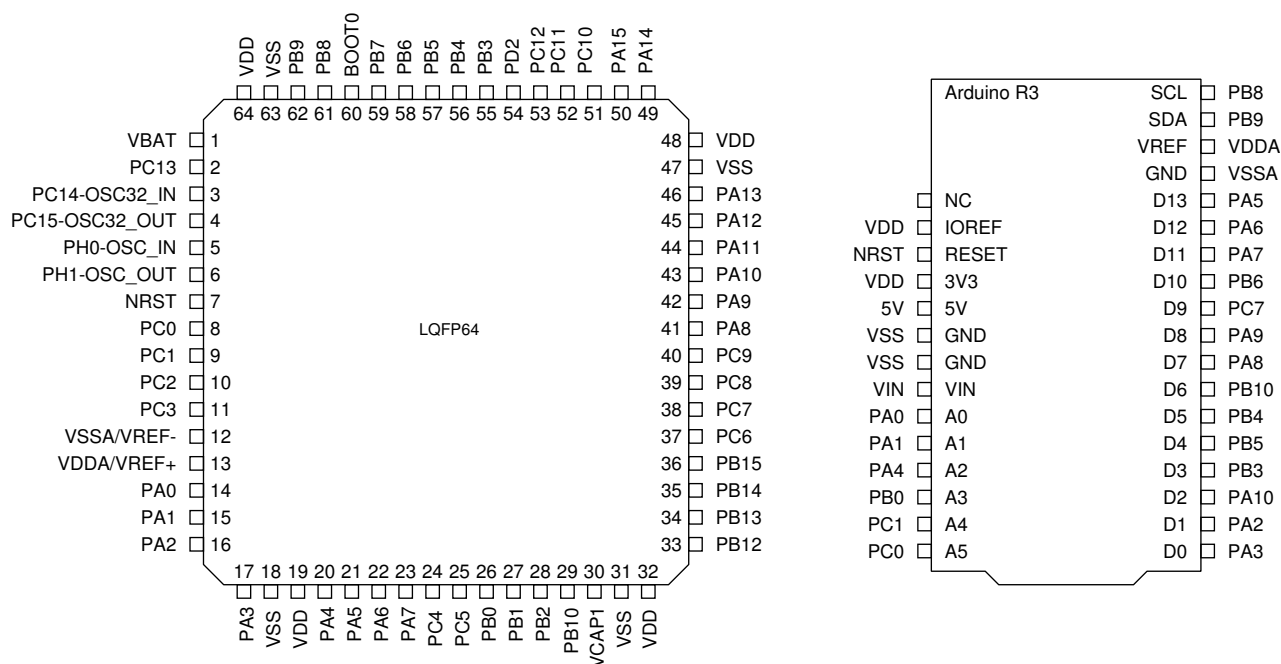 VDD
VSS
PB9
PB8
BOOT0
PB7
PB6
PB5
PB4
PB3
PD2
PC12
PC11
PC10
PA15
PA14
64 63 62 61 60 59 58 57 56 55 54 53 52 51 50 49
VBAT 1
PC13 2
PC14-OSC32_IN 3
PC15-OSC32_OUT 4
PH0-OSC_IN 5
PH1-OSC_OUT 6
NRST 7
PC0 8
PC1 9
PC2 10
PC3 11
VSSA/VREF- 12
VDDA/VREF+ 13
PA0 14
PA1 15
PA2 16
LQFP64
48 VDD
47 VSS
46 PA13
45 PA12
44 PA11
43 PA10
42 PA9
41 PA8
40 PC9
39 PC8
38 PC7
37 PC6
36 PB15
35 PB14
34 PB13
33 PB12
17 18 19 20 21 22 23 24 25 26 27 28 29 30 31 32
PA3
VSS
VDD
PA4
PA5
PA6
PA7
PC4
PC5
PB0
PB1
PB2
PB10
VCAP1
VSS
VDD
Arduino R3
NC
VDD IOREF
NRST RESET
VDD 3V3
5V 5V
VSS GND
VSS GND
VIN VIN
PA0 A0
PA1 A1
PA4 A2
PB0 A3
PC1 A4
PC0 A5
SCL PB8
SDA PB9
VREF VDDA
GND VSSA
D13 PA5
D12 PA6
D11 PA7
D10 PB6
D9 PC7
D8 PA9
D7 PA8
D6 PB10
D5 PB4
D4 PB5
D3 PB3
D2 PA10
D1 PA2
D0 PA3